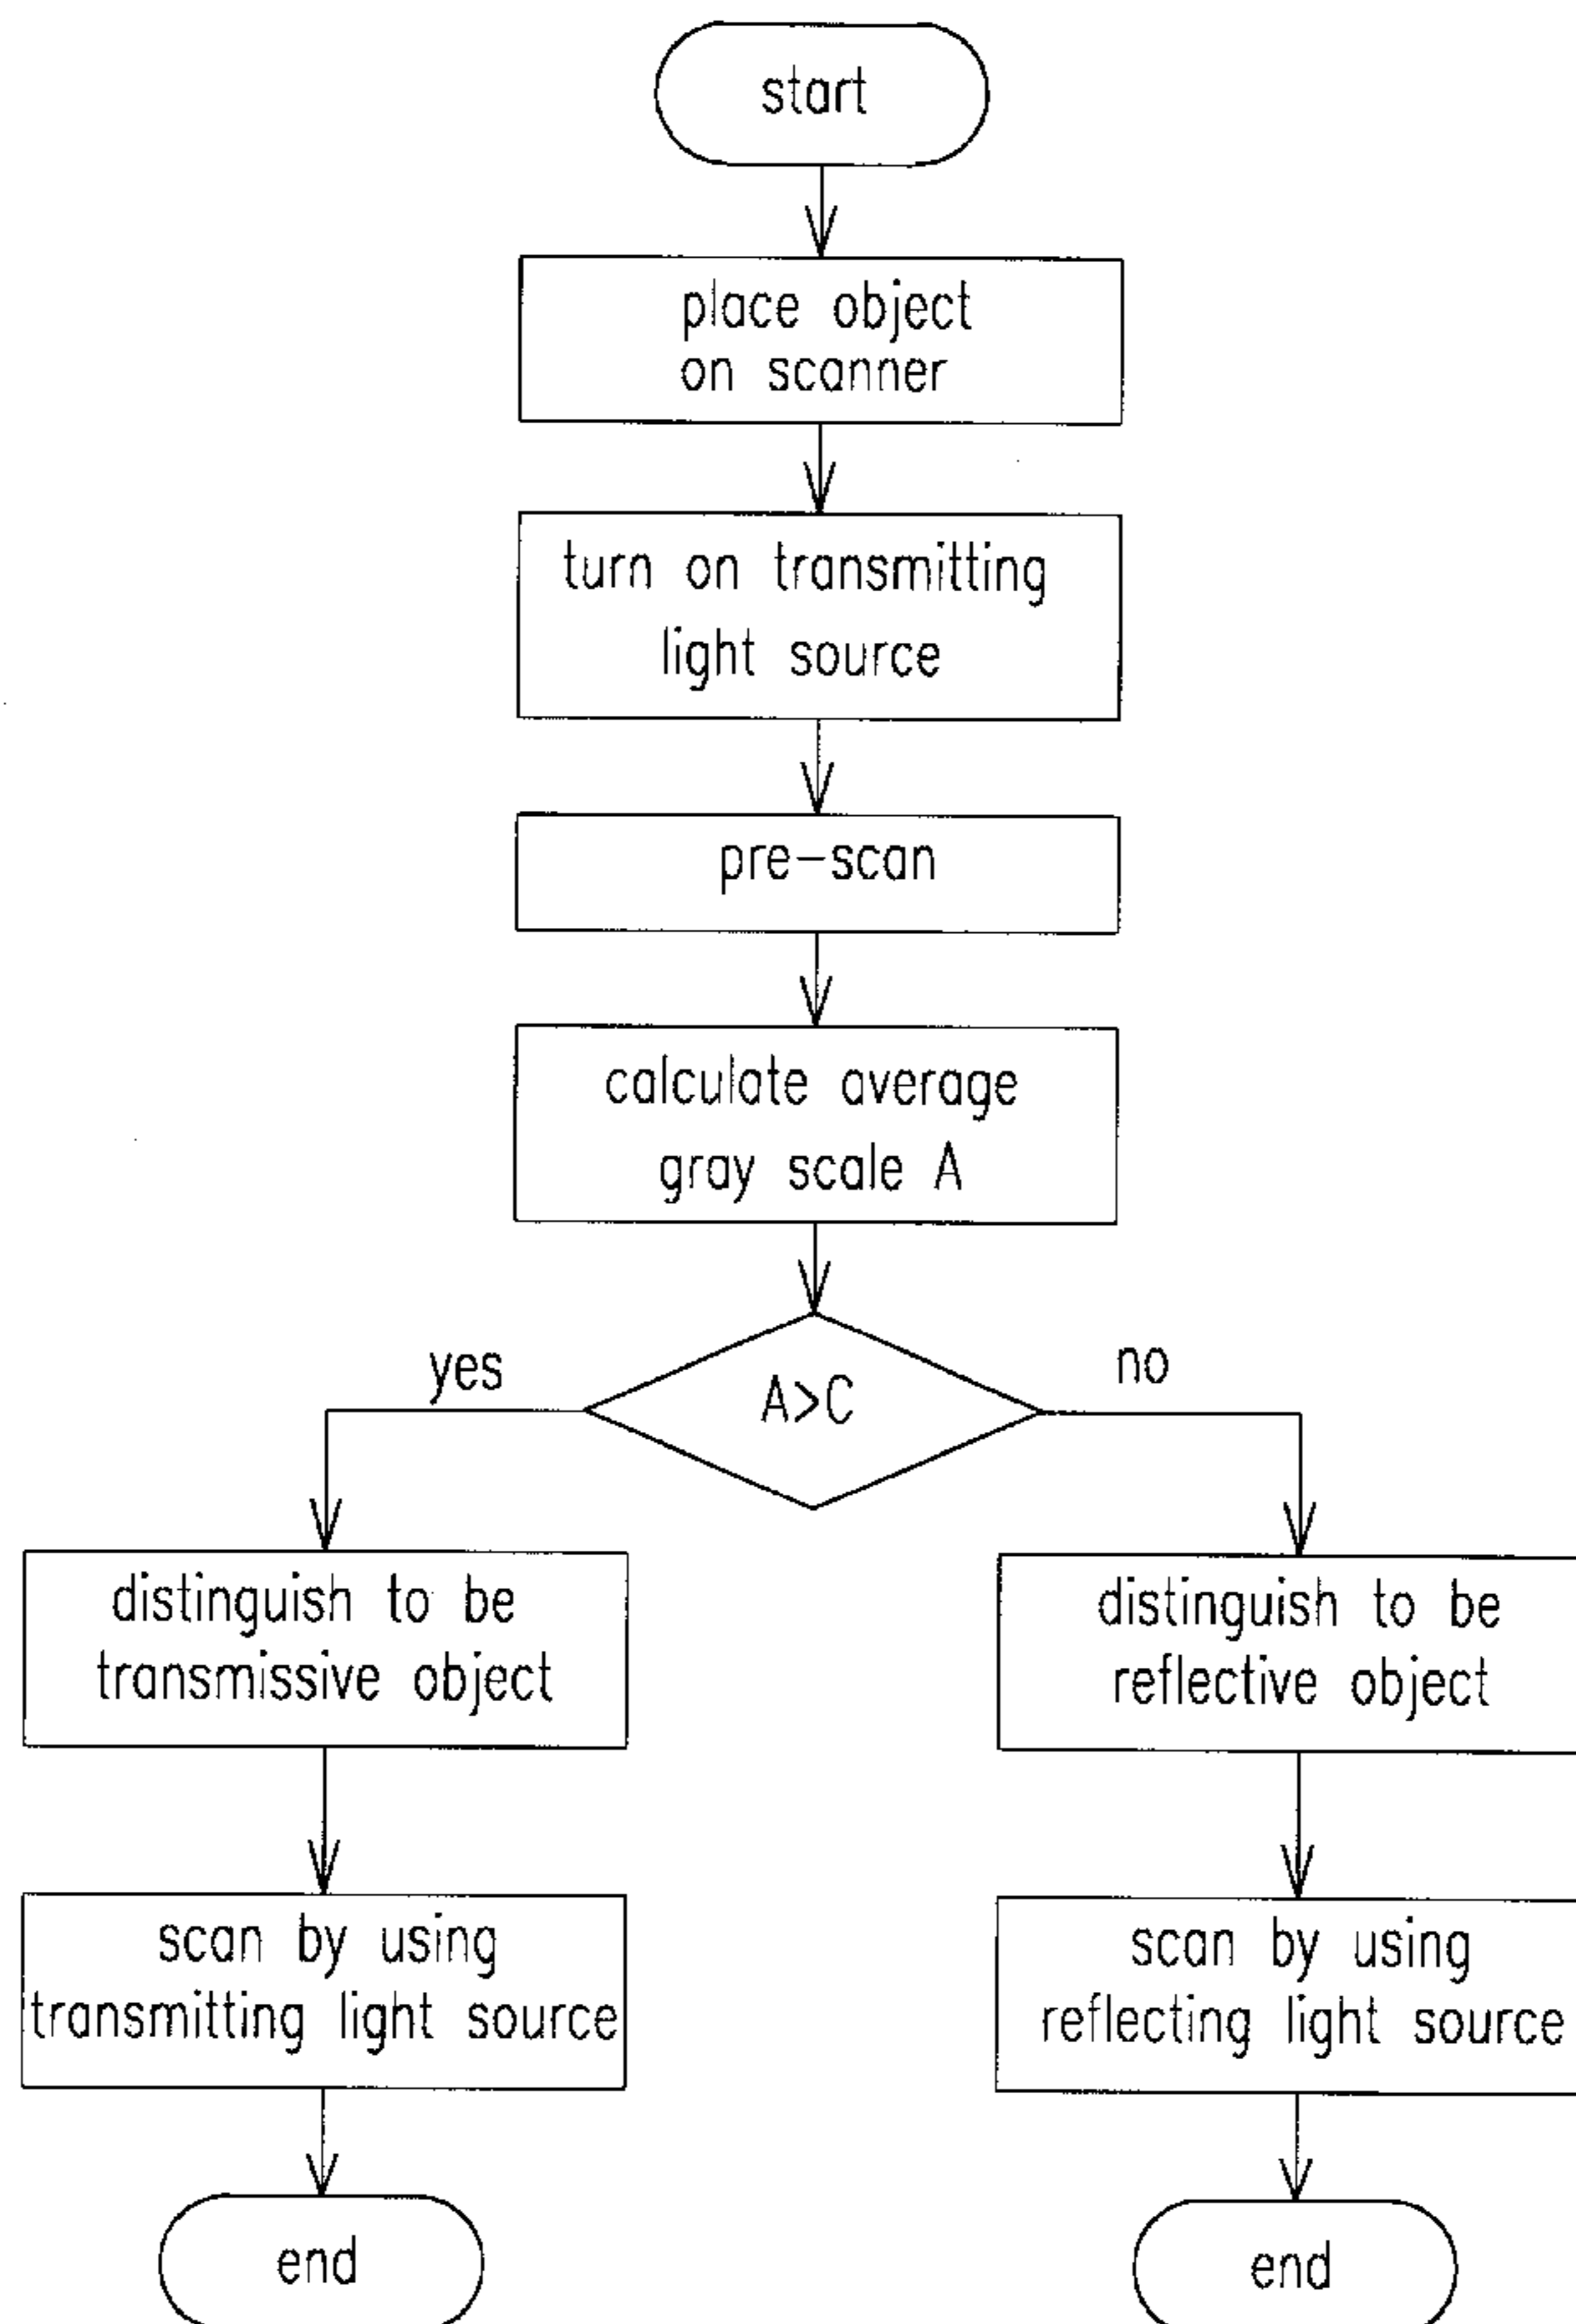 start
place object
on scanner
turn on transmitting
light source
pre-scan
calculate average
gray scale A
A>C
yes
no
distinguish to be
transmissive object
distinguish to be
reflective object
scan by using
transmitting light source
scan by using
reflecting light source
end
end